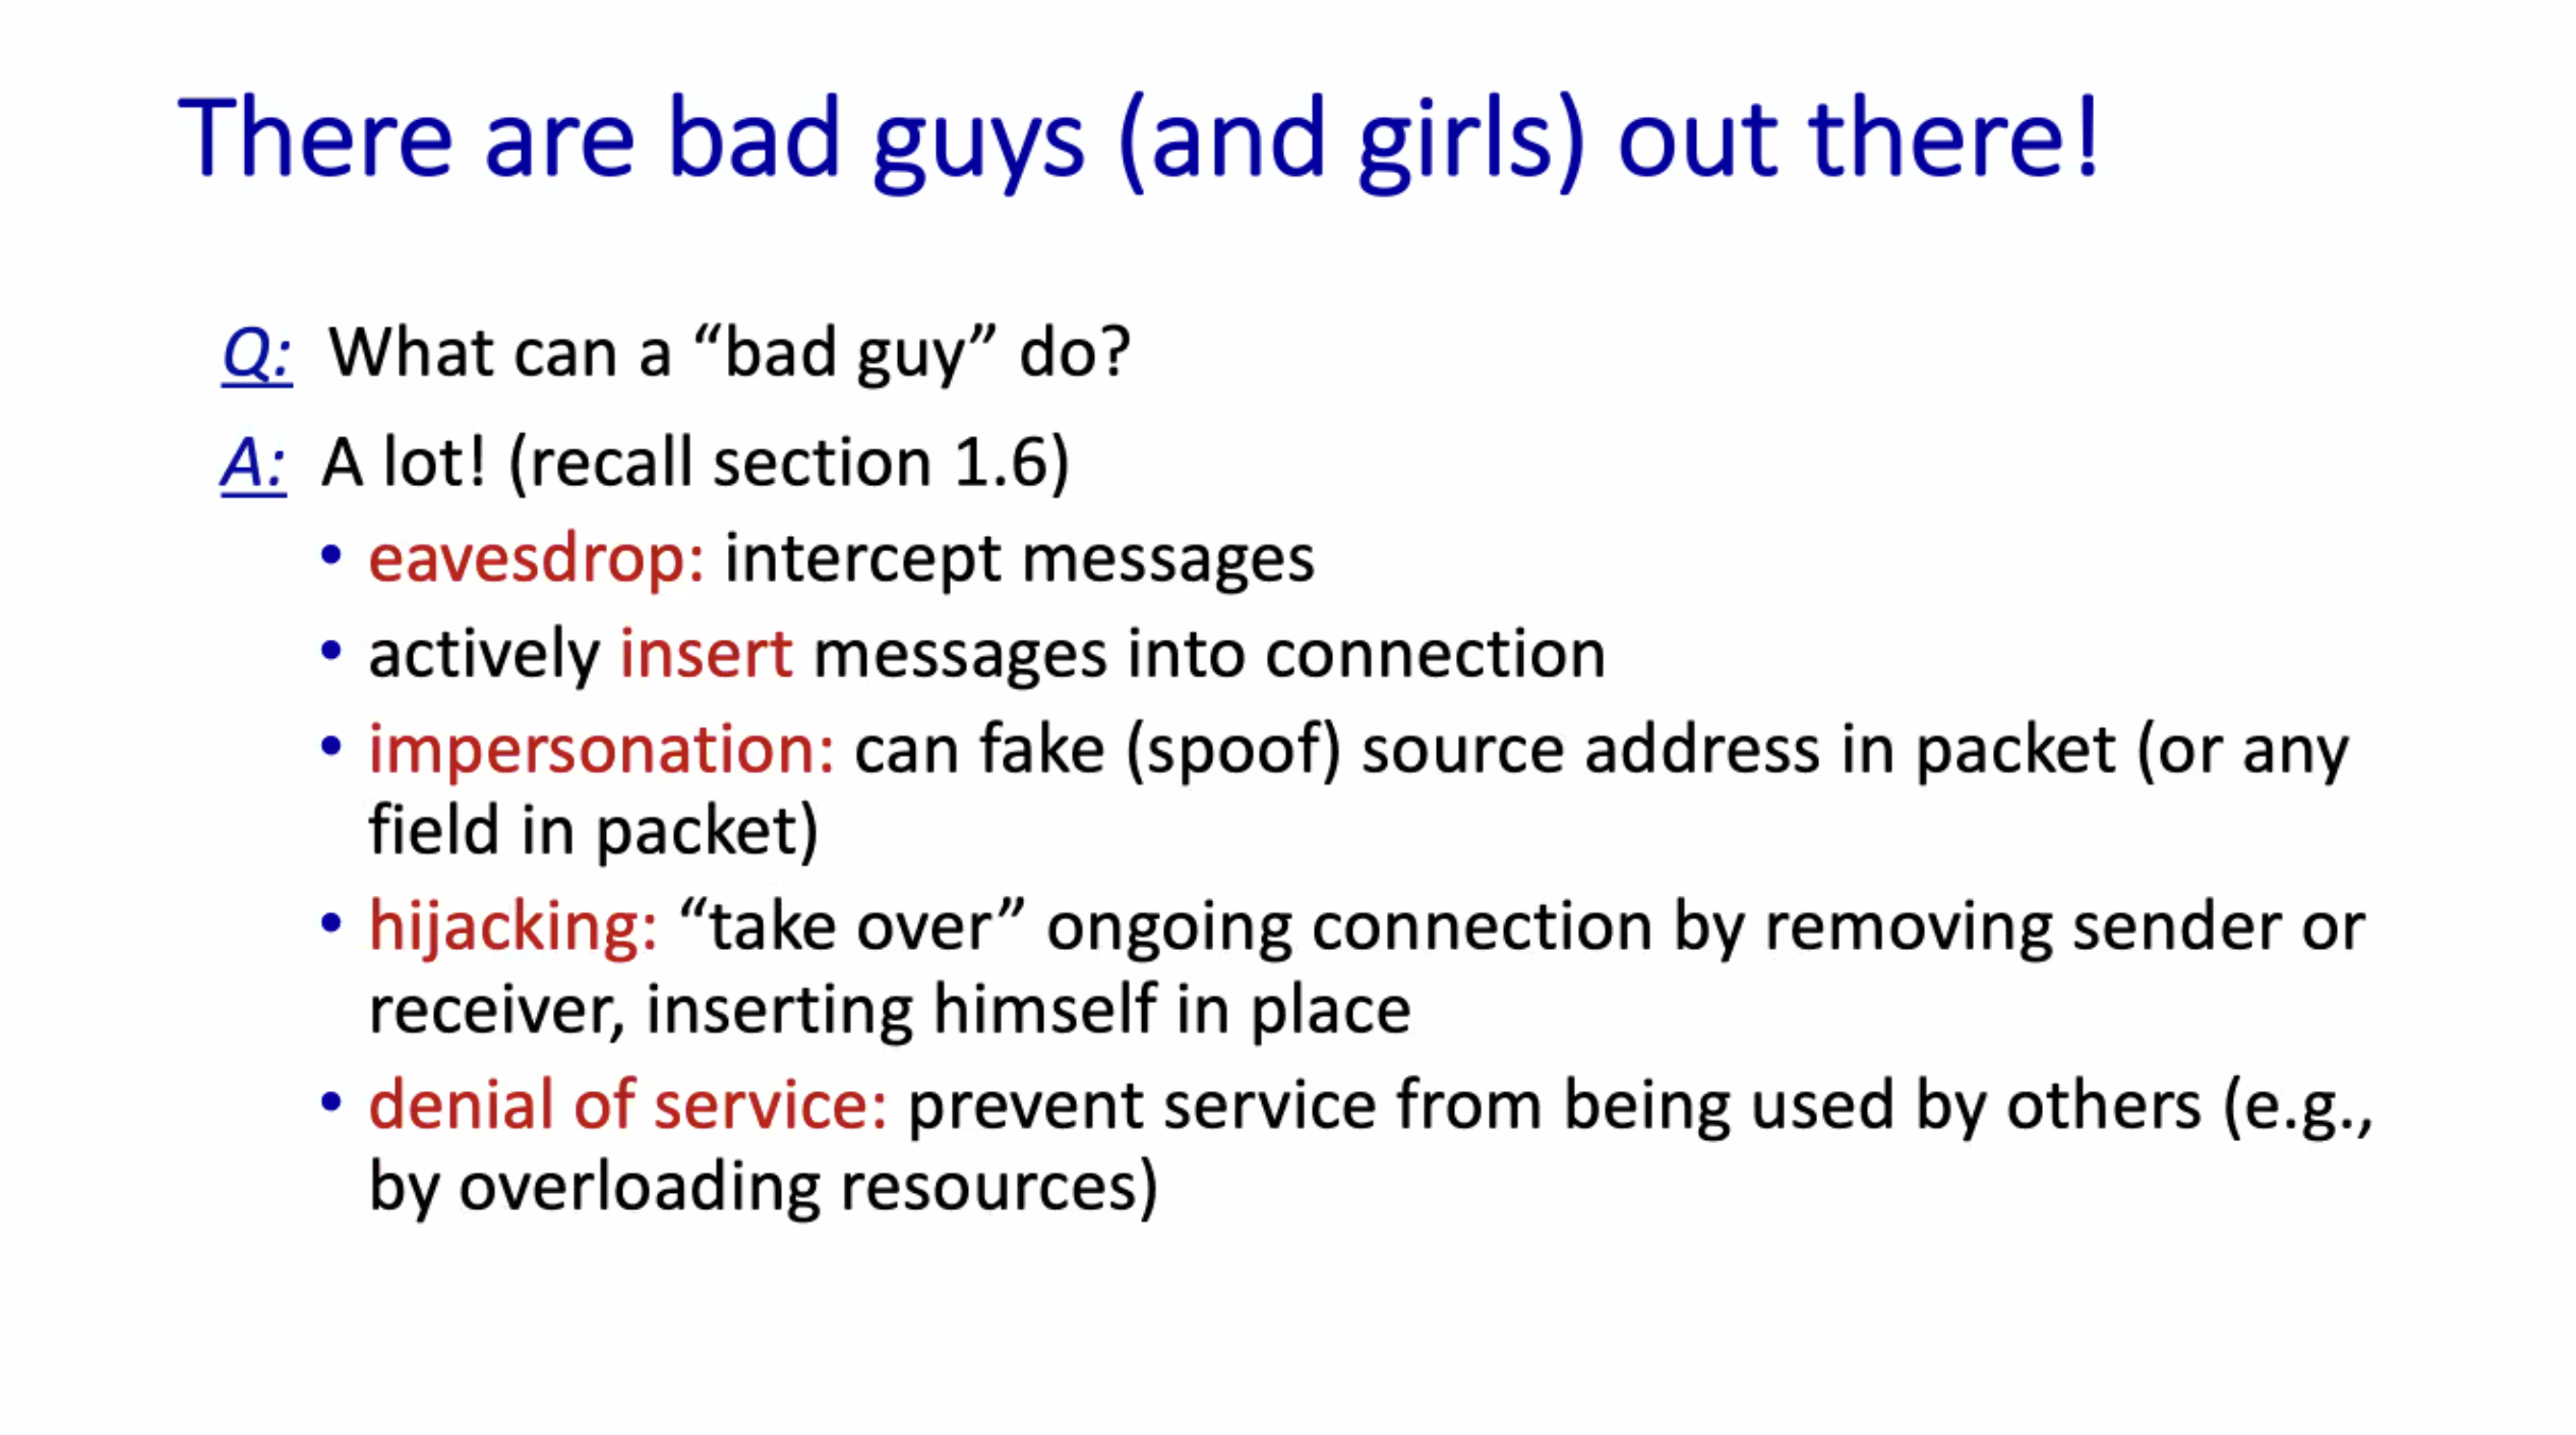 There are bad guys (and girls) out there!
Q: What can a “bad guy” do?
A: A lot! (recall section 1.6)
• eavesdrop: intercept messages
• actively insert messages into connection
• impersonation: can fake (spoof) source address in packet (or any
field in packet)
• hijacking: “take over” ongoing connection by removing sender or
receiver, inserting himself in place
• denial of service: prevent service from being used by others (e.g.,
by overloading resources)